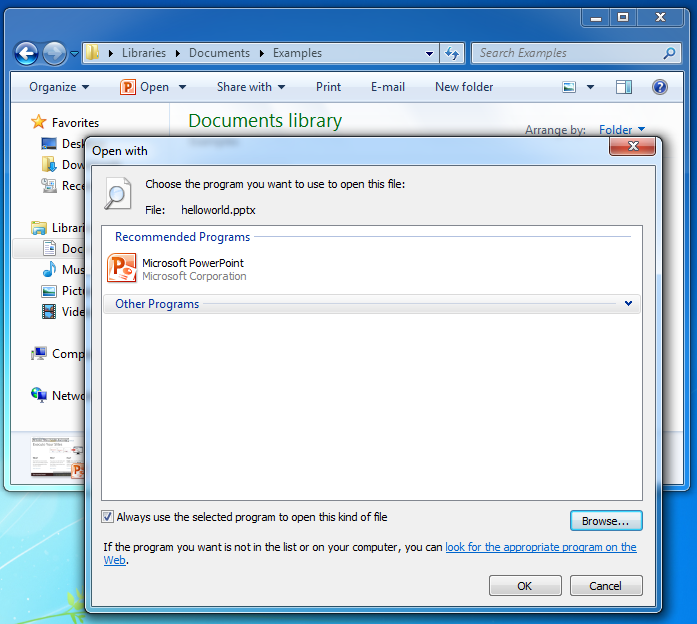 Libraries Documents Examples
Search Examples
Organize Open Share with Print E-mail New folder
Favorites
Documents library
Arrange by: Folder
Open with
Choose the program you want to use to open this file:
File: helloworld.pptx
Recommended Programs
Microsoft PowerPoint
Microsoft Corporation
Other Programs
Always use the selected program to open this kind of file
Browse...
If the program you want is not in the list or on your computer, you can look for the appropriate program on the
Web.
OK Cancel
Desk
Dow
Rece
Librari
Doc
Mus
Pict
Vide
Comp
Netwo